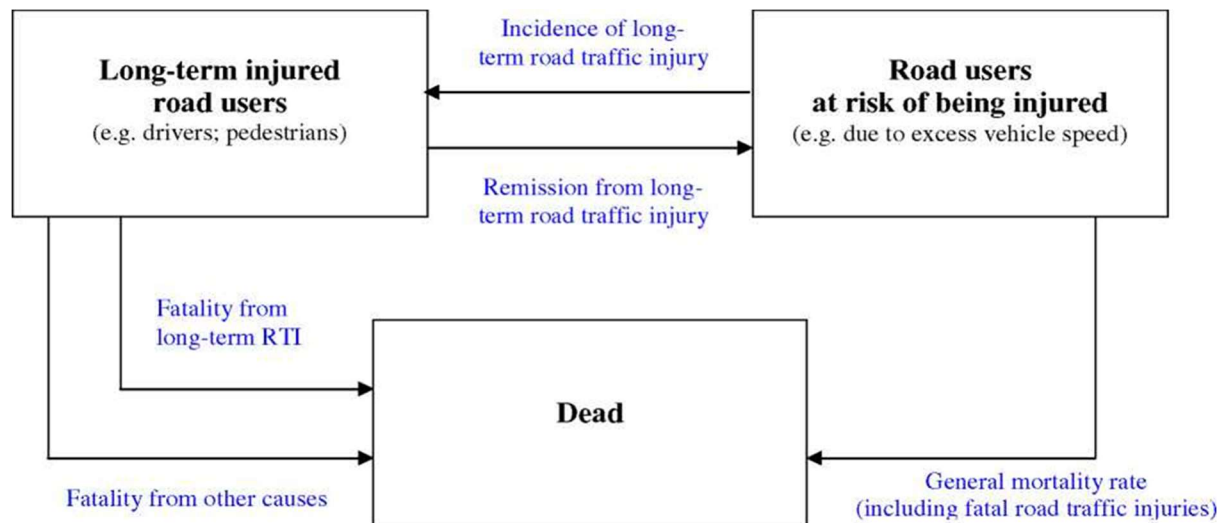 Incidence of long-
term road traffic injury
Long-term injured
road users
(e.g. drivers; pedestrians)
Road users
at risk of being injured
(e.g. due to excess vehicle speed)
Remission from long-
term road traffic injury
Fatality from
long-term RTI
Dead
Fatality from other causes
General mortality rate
(including fatal road traffic injuries)